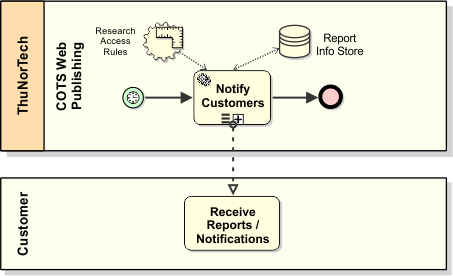 ThuNorTech
COTS Web
Publishing
Research
Access
Rules
Report
Info Store
Notify
Customers
Customer
Receive
Reports /
Notifications